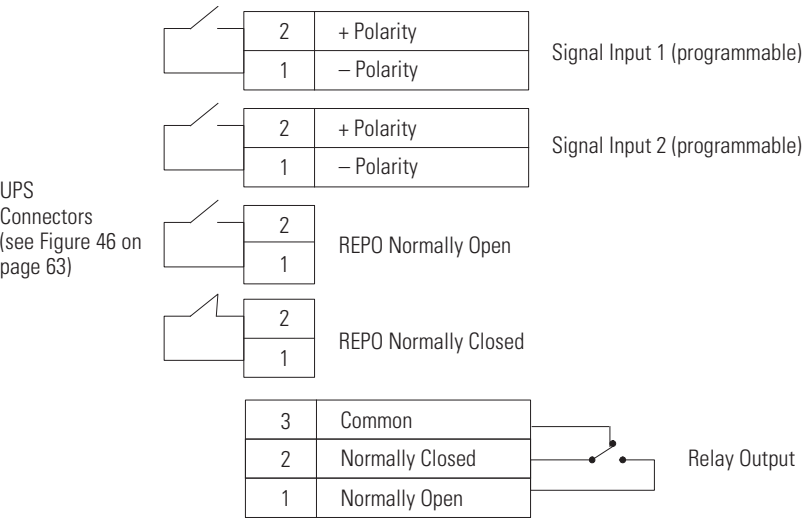 2 + Polarity
1 – Polarity
Signal Input 1 (programmable)
2 + Polarity
1 – Polarity
Signal Input 2 (programmable)
UPS
Connectors
(see Figure 46 on
page 63)
2
1
REPO Normally Open
2
1
REPO Normally Closed
3 Common
2 Normally Closed
1 Normally Open
Relay Output